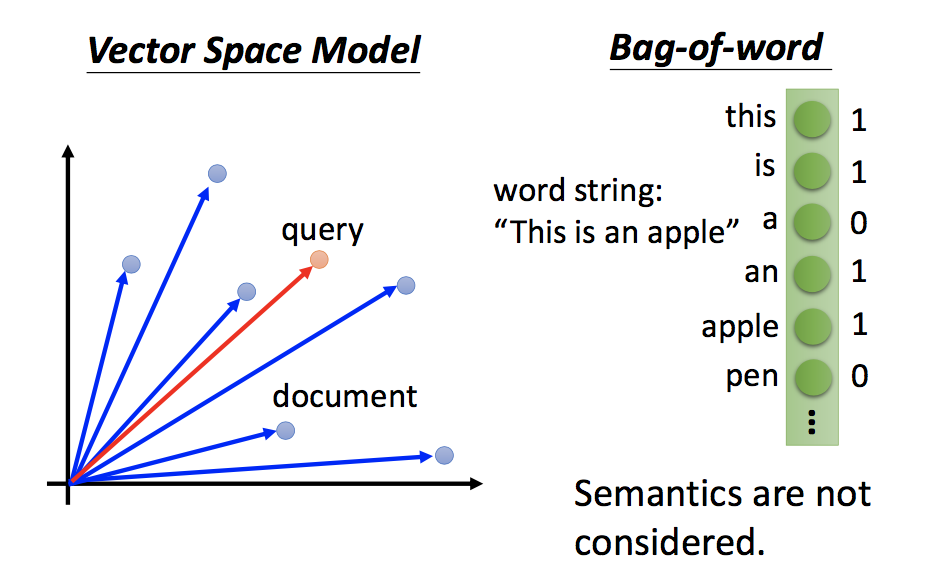 Vector Space Model
query
document
Bag-of-word
word string:
“This is an apple”
this 1
is 1
a 0
an 1
apple 1
pen 0
...
Semantics are not
considered.